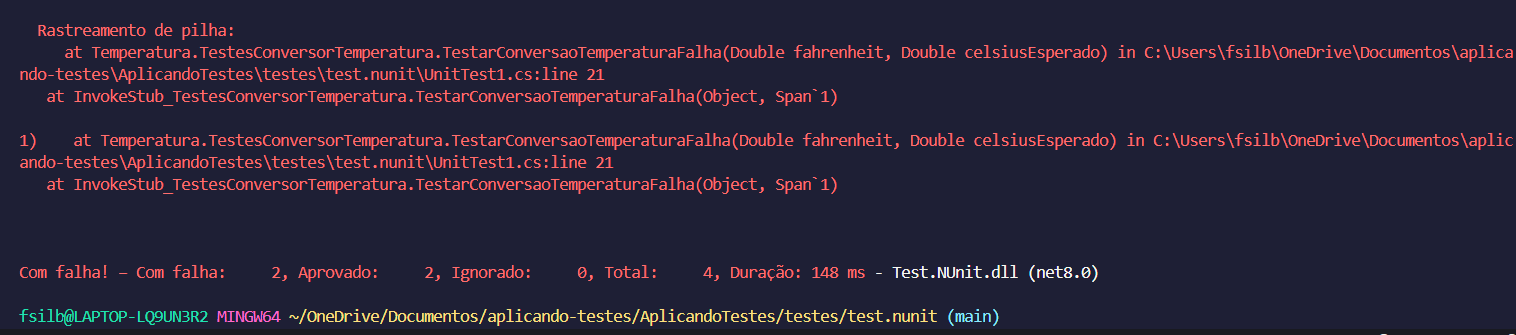 Rastreamento de pilha:
at Temperatura.TestesConversorTemperatura.TestarConversaoTemperaturaFalha(Double fahrenheit, Double celsiusEsperado) in C:\Users\fsilb\OneDrive\Documentos\aplica
ndo-testes\AplicandoTestes\testes\test.nunit\UnitTest1.cs:line 21
at InvokeStub_TestesConversorTemperatura.TestarConversaoTemperaturaFalha(Object, Span`1)
1)    at Temperatura.TestesConversorTemperatura.TestarConversaoTemperaturaFalha(Double fahrenheit, Double celsiusEsperado) in C:\Users\fsilb\OneDrive\Documentos\aplic
ando-testes\AplicandoTestes\testes\test.nunit\UnitTest1.cs:line 21
at InvokeStub_TestesConversorTemperatura.TestarConversaoTemperaturaFalha(Object, Span`1)
Com falha! – Com falha:     2, Aprovado:     2, Ignorado:     0, Total:     4, Duração: 148 ms - Test.NUnit.dll (net8.0)
fsilb@LAPTOP-LQ9UN3R2 MINGW64 ~/OneDrive/Documentos/aplicando-testes/AplicandoTestes/testes/test.nunit (main)